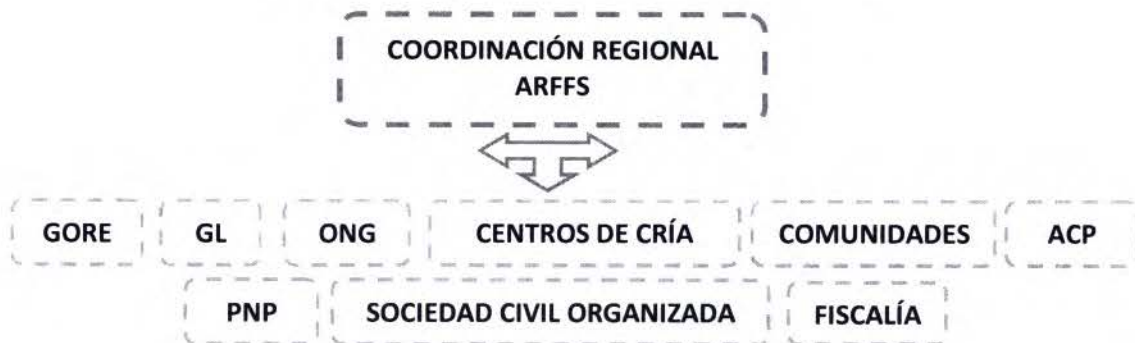 COORDINACIÓN REGIONAL
ARFFS
GORE GL ONG CENTROS DE CRÍA COMUNIDADES ACP
PNP SOCIEDAD CIVIL ORGANIZADA FISCALÍA